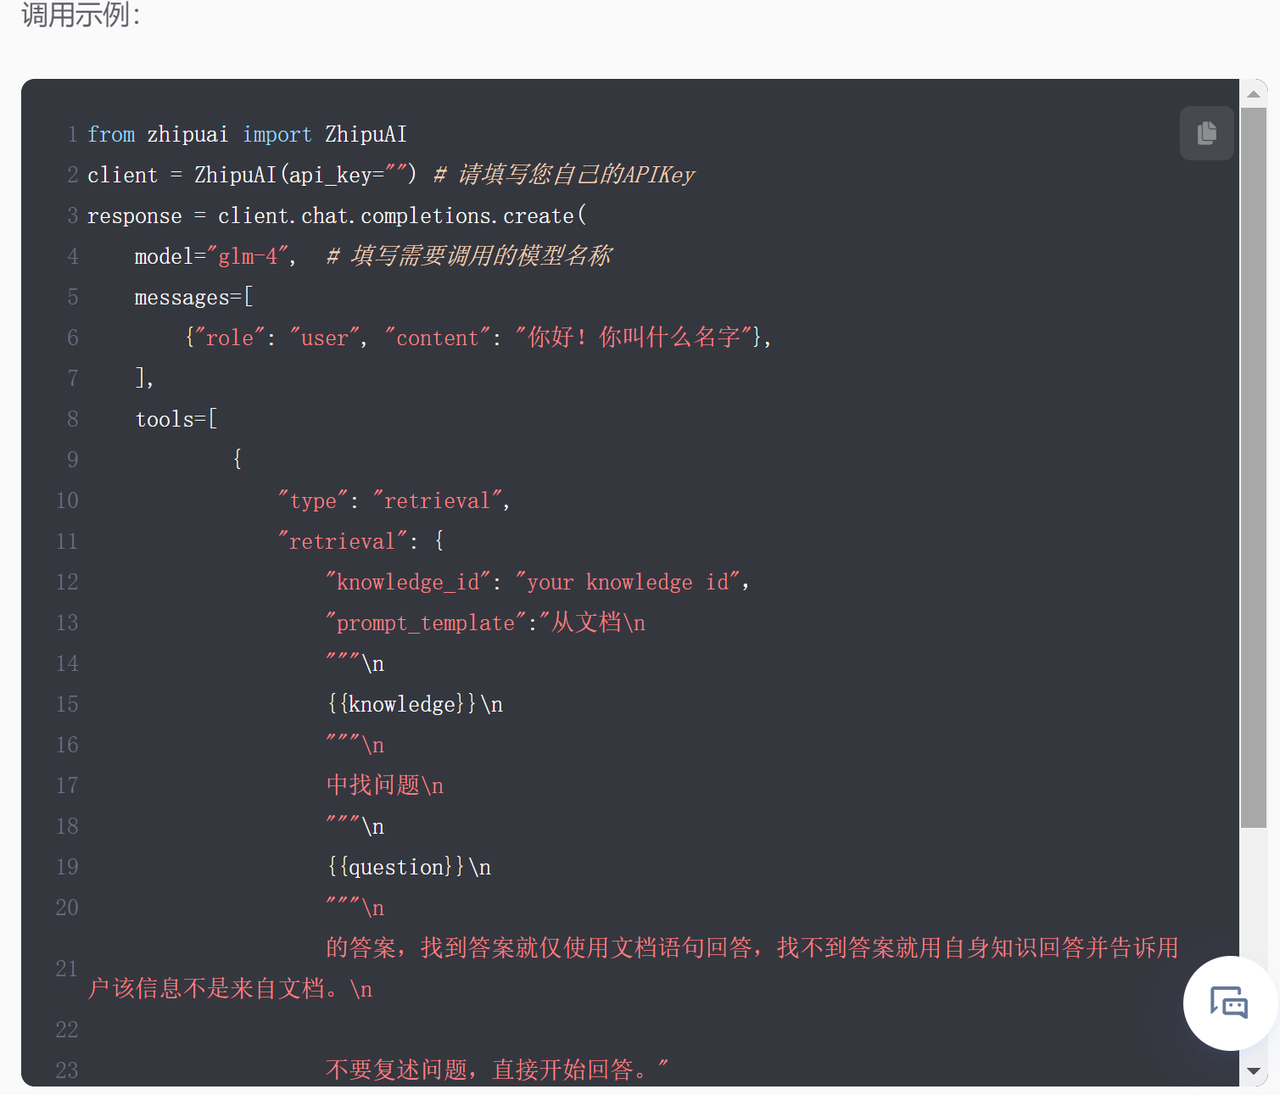 调用示例：
1 from zhipuai import ZhipuAI
2 client = ZhipuAI(api_key="") # 请填写您自己的APIKey
3 response = client.chat.completions.create(
4     model="glm-4",  # 填写需要调用的模型名称
5     messages=[
6         {"role": "user", "content": "你好！你叫什么名字"},
7     ],
8     tools=[
9             {
10                 "type": "retrieval",
11                 "retrieval": {
12                     "knowledge_id": "your knowledge id",
13                     "prompt_template":"从文档\n
14                     """\n
15                     {{knowledge}}\n
16                     """\n
17                     中找问题\n
18                     """\n
19                     {{question}}\n
20                     """\n
21                     的答案，找到答案就仅使用文档语句回答，找不到答案就用自身知识回答并告诉用
户该信息不是来自文档。\n
22
23                     不要复述问题，直接开始回答。"